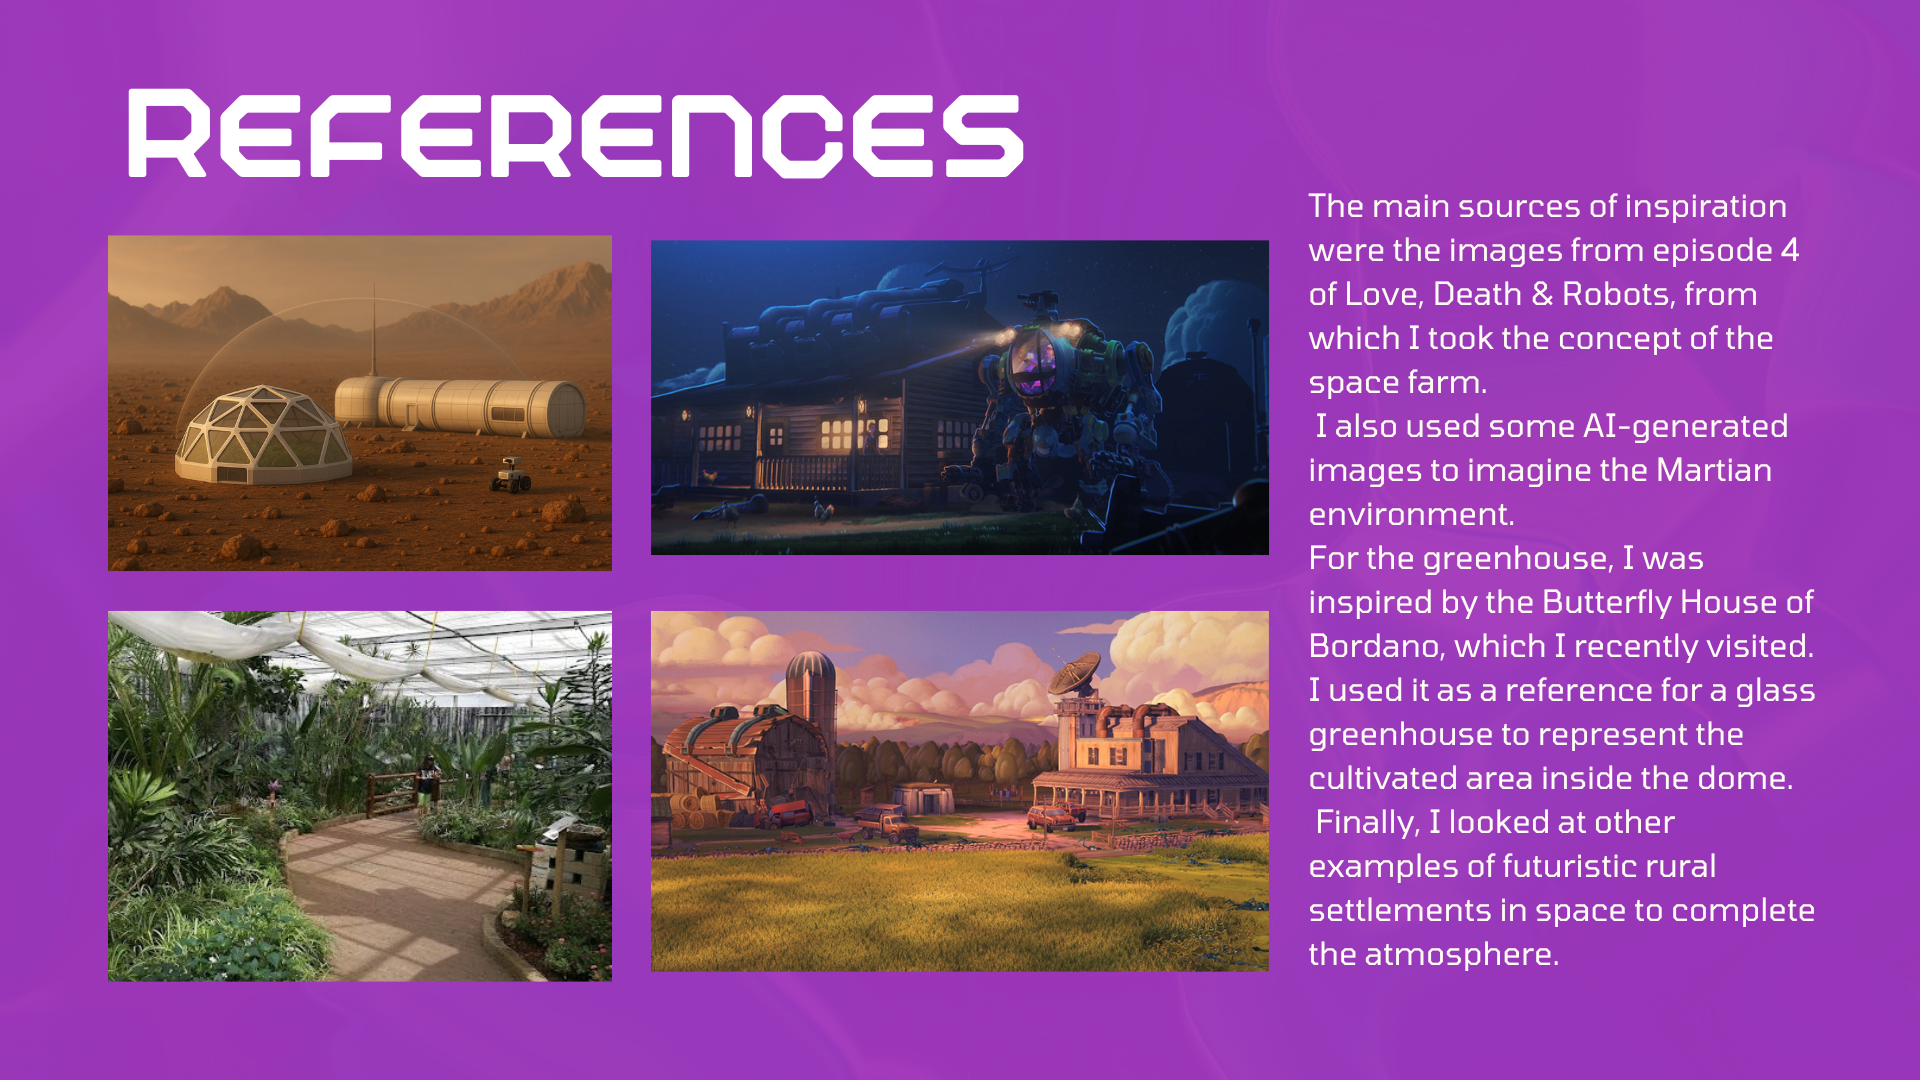 REFERENCES
The main sources of inspiration
were the images from episode 4
of Love, Death & Robots, from
which I took the concept of the
space farm.
I also used some AI-generated
images to imagine the Martian
environment.
For the greenhouse, I was
inspired by the Butterfly House of
Bordano, which I recently visited.
I used it as a reference for a glass
greenhouse to represent the
cultivated area inside the dome.
Finally, I looked at other
examples of futuristic rural
settlements in space to complete
the atmosphere.